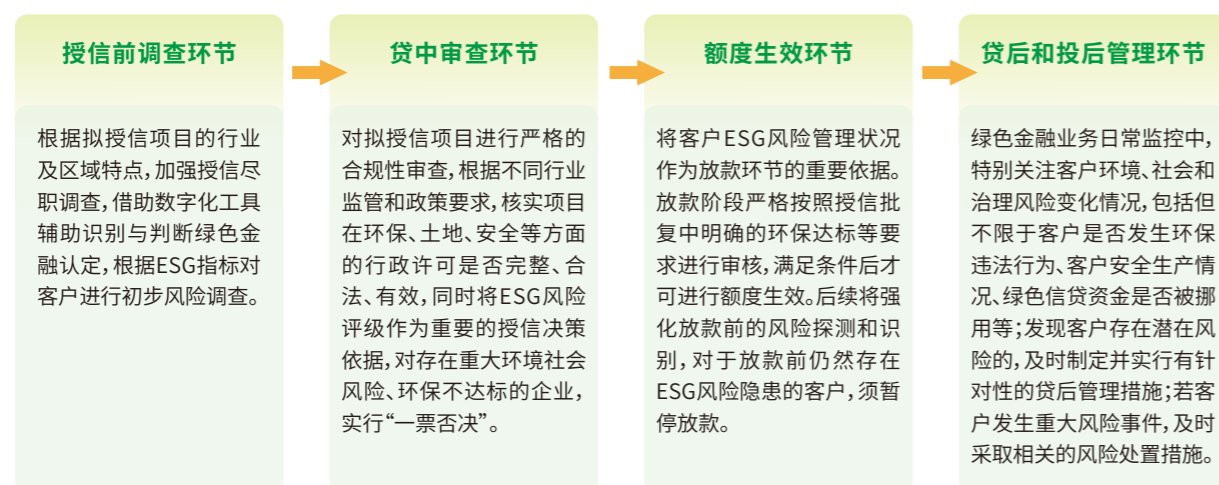 授信前调查环节
根据拟授信项目的行业
及区域特点，加强授信尽
职调查，借助数字化工具
辅助识别与判断绿色金
融认定，根据ESG指标对
客户进行初步风险调查。
贷中审查环节
对拟授信项目进行严格的
合规性审查，根据不同行业
监管和政策要求，核实项目
在环保、土地、安全等方面
的行政许可是否完整、合
法、有效，同时将ESG风险
评级作为重要的授信决策
依据，对存在重大环境社会
风险、环保不达标的企业，
实行“一票否决”。
额度生效环节
将客户ESG风险管理状况
作为放款环节的重要依据。
放款阶段严格按照授信批
复中明确的环保达标等要
求进行审核，满足条件后才
可进行额度生效。后续将强
化放款前的风险探测和识
别，对于放款前仍然存在
ESG风险隐患的客户，须暂
停放款。
贷后和投后管理环节
绿色金融业务日常监控中，
特别关注客户环境、社会和
治理风险变化情况，包括但
不限于客户是否发生环保
违法行为、客户安全生产情
况、绿色信贷资金是否被挪
用等；发现客户存在潜在风
险的，及时制定并实行有针
对性的贷后管理措施；若客
户发生重大风险事件，及时
采取相关的风险处置措施。